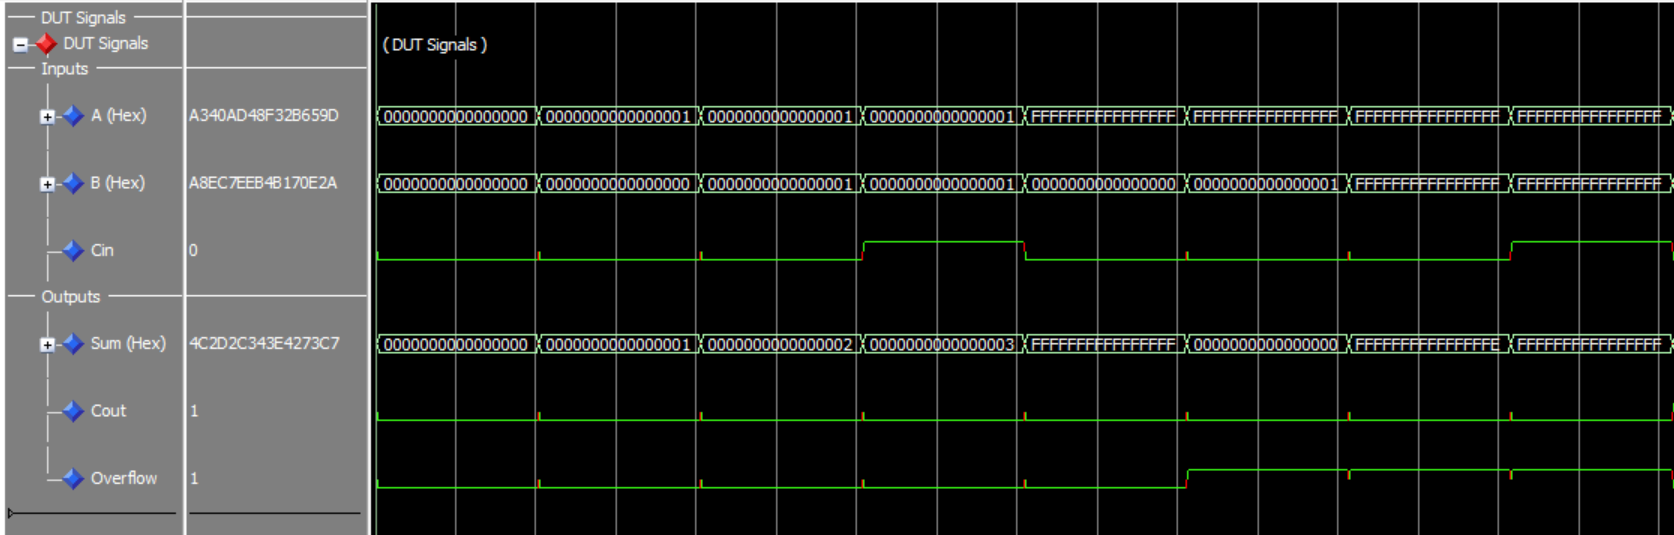 DUT Signals
DUT Signals
( DUT Signals )
Inputs
A (Hex) A340AD48F32B659D 0000000000000000 0000000000000001 0000000000000001 0000000000000001 FFFFFFFFFFFFFFFF FFFFFFFFFFFFFFFF FFFFFFFFFFFFFFFF FFFFFFFFFFFFFFFF
B (Hex) A8EC7EEB4B170E2A 0000000000000000 0000000000000000 0000000000000001 0000000000000001 0000000000000000 0000000000000001 FFFFFFFFFFFFFFFF FFFFFFFFFFFFFFFF
Cin 0
Outputs
Sum (Hex) 4C2D2C343E4273C7 0000000000000000 0000000000000001 0000000000000002 0000000000000003 FFFFFFFFFFFFFFFF 0000000000000000 FFFFFFFFFFFFFFFE FFFFFFFFFFFFFFFF
Cout 1
Overflow 1